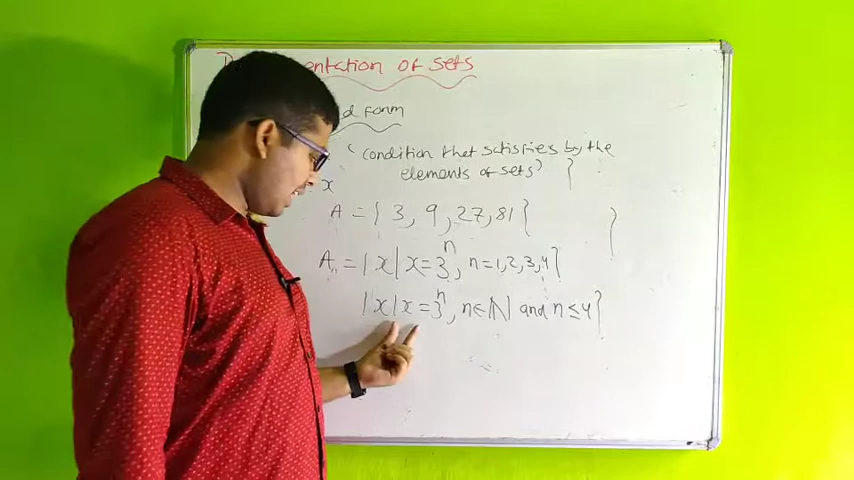 of sets
d form
(condition that satisfies by the
elements of sets) }
x
A = { 3, 9, 27, 81 }
A = { x | x = 3ⁿ, n = 1,2,3,4 }
{ x | x = 3ⁿ, n ∈ ℕ and n ≤ 4 }